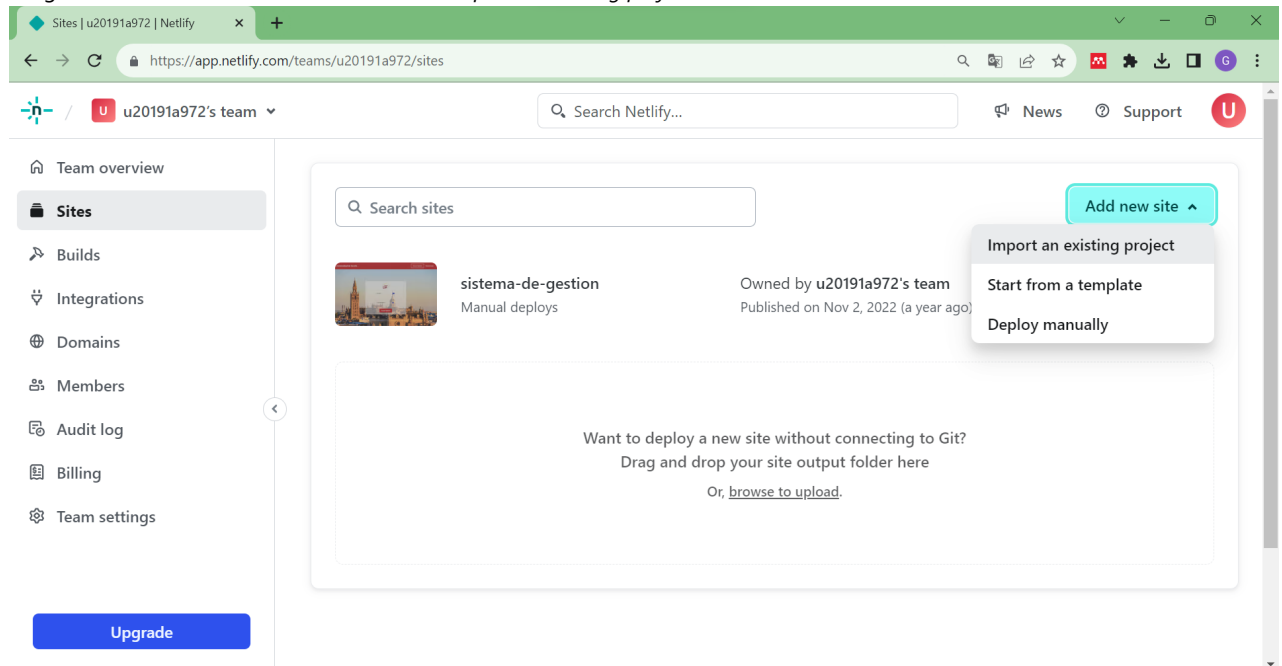 Sites | u20191a972 | Netlify
https://app.netlify.com/teams/u20191a972/sites
G
n / U u20191a972's team
Search Netlify...
News
Support
U
Team overview
Sites
Builds
Integrations
Domains
Members
Audit log
Billing
Team settings
Upgrade
Search sites
Add new site
Import an existing project
Start from a template
Deploy manually
sistema-de-gestion
Manual deploys
Owned by u20191a972's team
Published on Nov 2, 2022 (a year ago)
Want to deploy a new site without connecting to Git?
Drag and drop your site output folder here
Or, browse to upload.